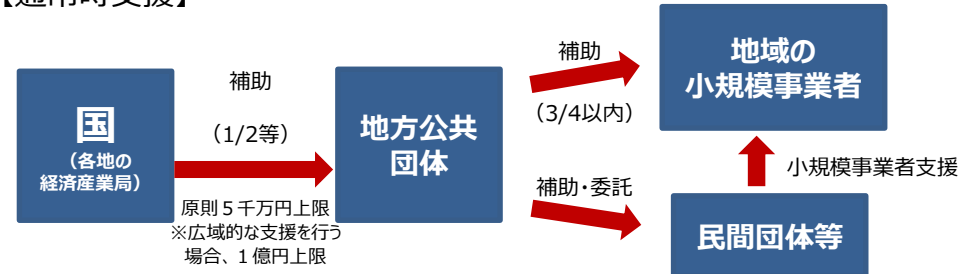 【通常時支援】
国
（各地の
経済産業局）
補助
（1/2等）
原則５千万円上限
※広域的な支援を行う
場合、１億円上限
地方公共
団体
補助
（3/4以内）
補助・委託
地域の
小規模事業者
小規模事業者支援
民間団体等